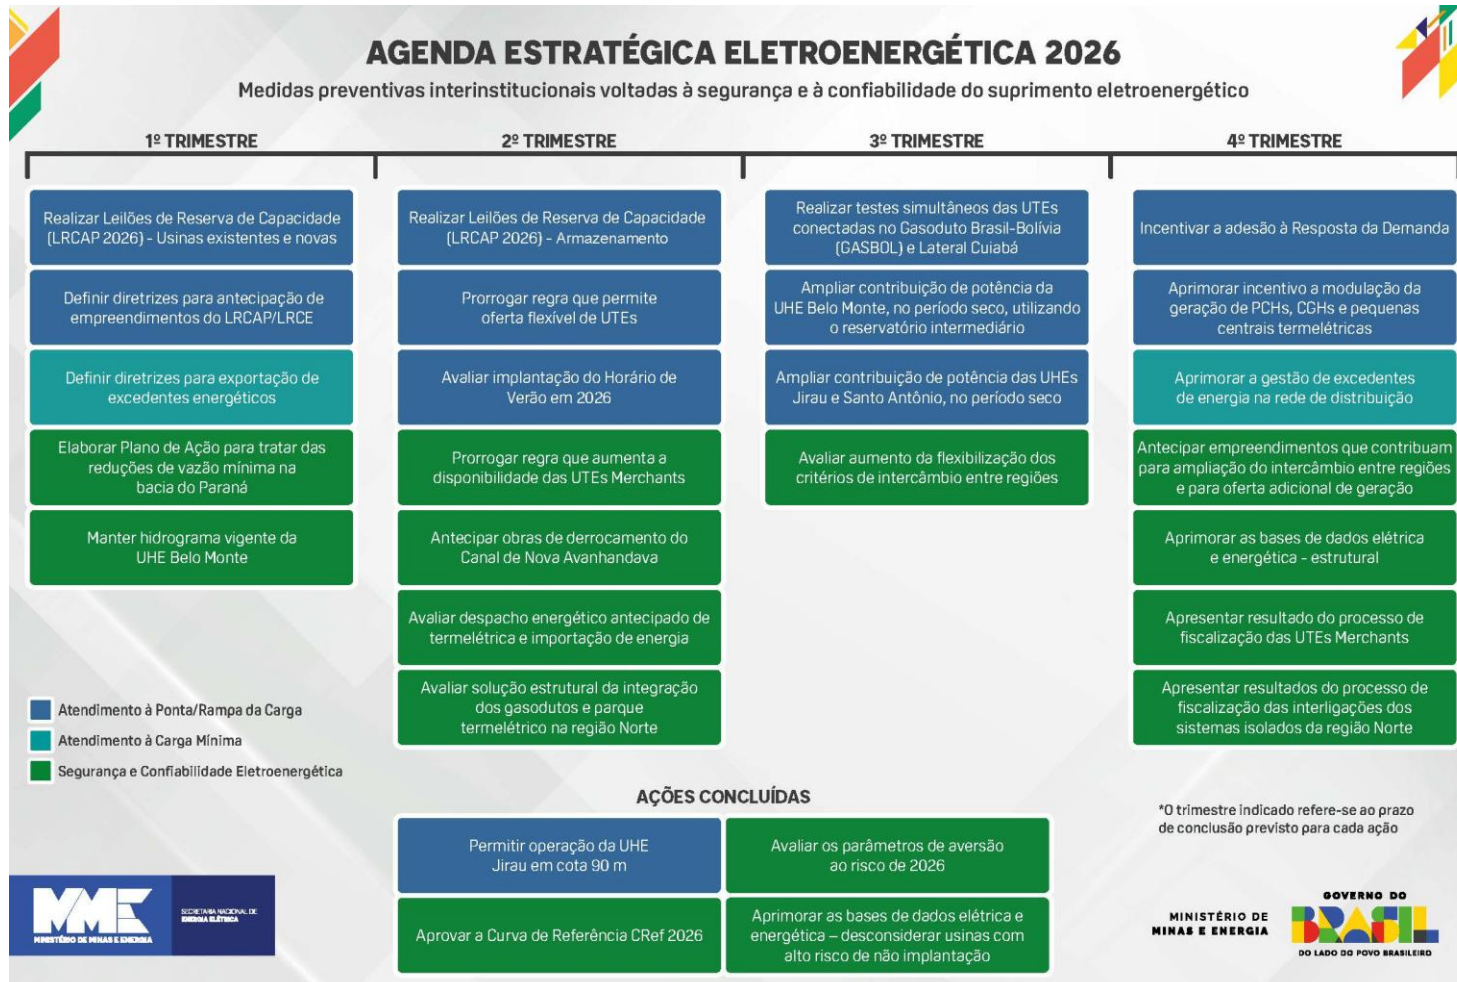 AGENDA ESTRATÉGICA ELETROENERGÉTICA 2026
Medidas preventivas interinstitucionais voltadas à segurança e à confiabilidade do suprimento eletroenergético
1º TRIMESTRE
Realizar Leilões de Reserva de Capacidade
(LRCAP 2026) - Usinas existentes e novas
Definir diretrizes para antecipação de
empreendimentos do LRCAP/LRCE
Definir diretrizes para exportação de
excedentes energéticos
Elaborar Plano de Ação para tratar das
reduções de vazão mínima na
bacia do Paraná
Manter hidrograma vigente da
UHE Belo Monte
2º TRIMESTRE
Realizar Leilões de Reserva de Capacidade
(LRCAP 2026) - Armazenamento
Prorrogar regra que permite
oferta flexível de UTEs
Avaliar implantação do Horário de
Verão em 2026
Prorrogar regra que aumenta a
disponibilidade das UTEs Merchants
Antecipar obras de derrocamento do
Canal de Nova Avanhandava
Avaliar despacho energético antecipado de
termelétrica e importação de energia
Avaliar solução estrutural da integração
dos gasodutos e parque
termelétrico na região Norte
3º TRIMESTRE
Realizar testes simultâneos das UTEs
conectadas no Gasoduto Brasil-Bolívia
(GASBOL) e Lateral Cuiabá
Ampliar contribuição de potência da
UHE Belo Monte, no período seco, utilizando
o reservatório intermediário
Ampliar contribuição de potência das UHEs
Jirau e Santo Antônio, no período seco
Avaliar aumento da flexibilização dos
critérios de intercâmbio entre regiões
4º TRIMESTRE
Incentivar a adesão à Resposta da Demanda
Aprimorar incentivo a modulação da
geração de PCHs, CGHs e pequenas
centrais termelétricas
Aprimorar a gestão de excedentes
de energia na rede de distribuição
Antecipar empreendimentos que contribuam
para ampliação do intercâmbio entre regiões
e para oferta adicional de geração
Aprimorar as bases de dados elétrica
e energética - estrutural
Apresentar resultado do processo de
fiscalização das UTEs Merchants
Apresentar resultados do processo de
fiscalização das interligações dos
sistemas isolados da região Norte
Atendimento à Ponta/Rampa da Carga
Atendimento à Carga Mínima
Segurança e Confiabilidade Eletroenergética
AÇÕES CONCLUÍDAS
Permitir operação da UHE
Jirau em cota 90 m
Avaliar os parâmetros de aversão
ao risco de 2026
Aprovar a Curva de Referência CRef 2026
Aprimorar as bases de dados elétrica e
energética – desconsiderar usinas com
alto risco de não implantação
*O trimestre indicado refere-se ao prazo
de conclusão previsto para cada ação
MME
MINISTÉRIO DE MINAS E ENERGIA
SECRETARIA NACIONAL DE
ENERGIA ELÉTRICA
MINISTÉRIO DE
MINAS E ENERGIA
GOVERNO DO
BRASIL
DO LADO DO POVO BRASILEIRO